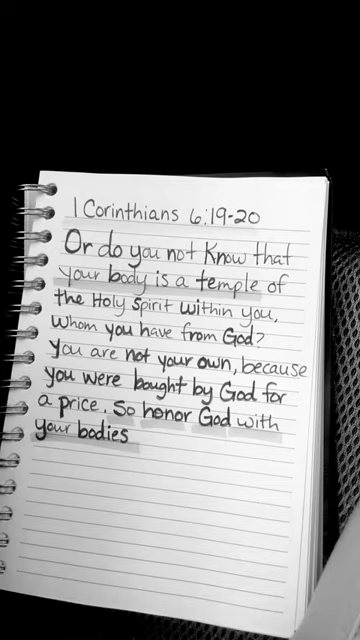 1 Corinthians 6:19-20
Or do you not know that
your body is a temple of
the Holy Spirit within you,
whom you have from God?
You are not your own, because
you were bought by God for
a price. So honor God with
your bodies